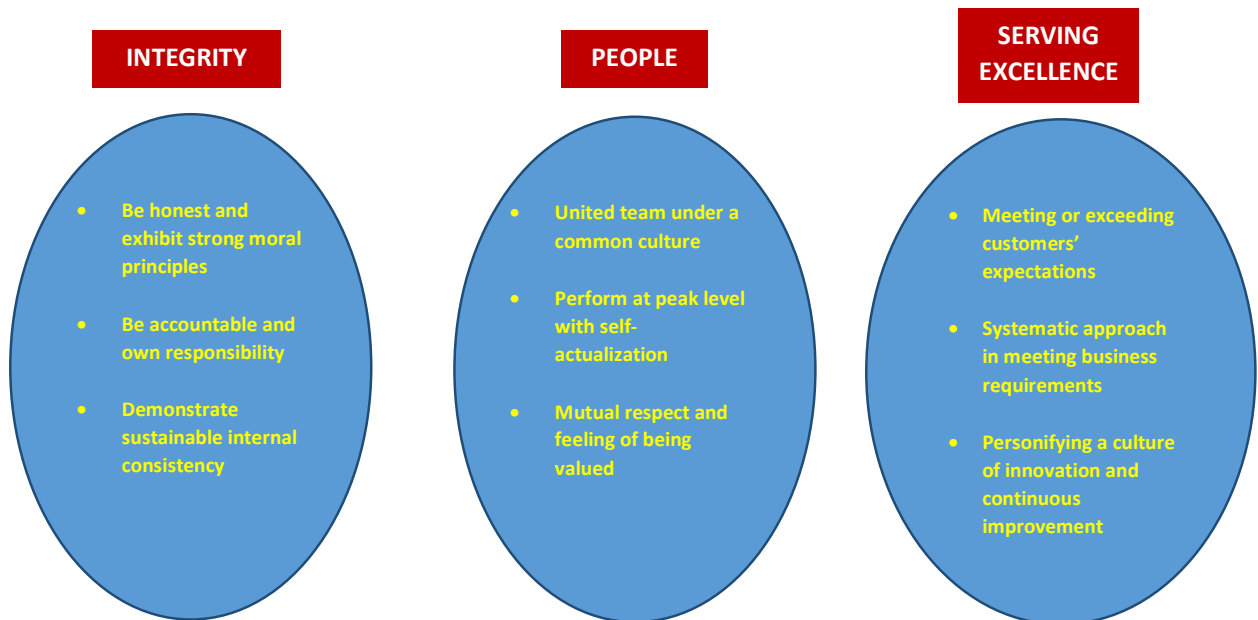 INTEGRITY
• Be honest and
exhibit strong moral
principles
• Be accountable and
own responsibility
• Demonstrate
sustainable internal
consistency
PEOPLE
• United team under a
common culture
• Perform at peak level
with self-
actualization
• Mutual respect and
feeling of being
valued
SERVING
EXCELLENCE
• Meeting or exceeding
customers’
expectations
• Systematic approach
in meeting business
requirements
• Personifying a culture
of innovation and
continuous
improvement